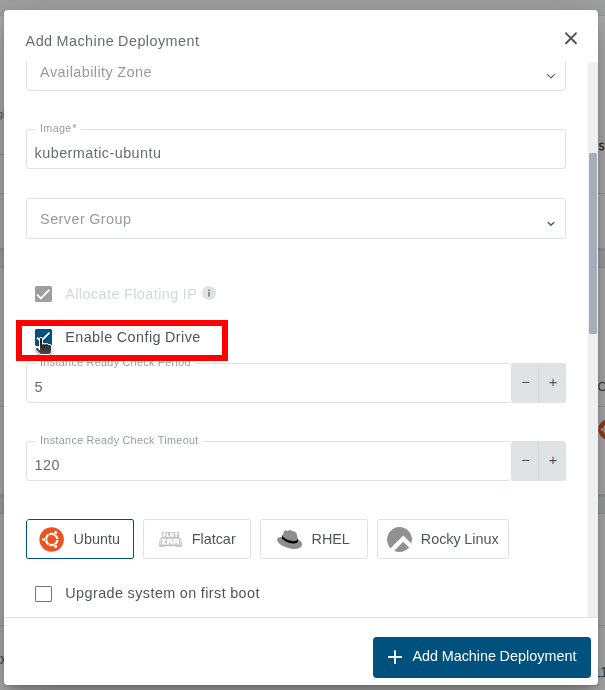 Add Machine Deployment
Availability Zone
Image*
kubermatic-ubuntu
Server Group
Allocate Floating IP
Enable Config Drive
Instance Ready Check Period
5
Instance Ready Check Timeout
120
Ubuntu
Flatcar
RHEL
Rocky Linux
Upgrade system on first boot
Add Machine Deployment